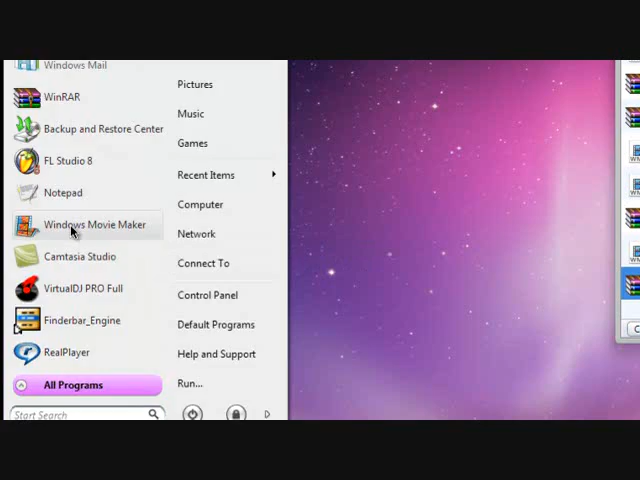 Windows Mail
WinRAR
Backup and Restore Center
FL Studio 8
Notepad
Windows Movie Maker
Camtasia Studio
VirtualDJ PRO Full
Finderbar_Engine
RealPlayer
All Programs
Start Search
Pictures
Music
Games
Recent Items
Computer
Network
Connect To
Control Panel
Default Programs
Help and Support
Run...